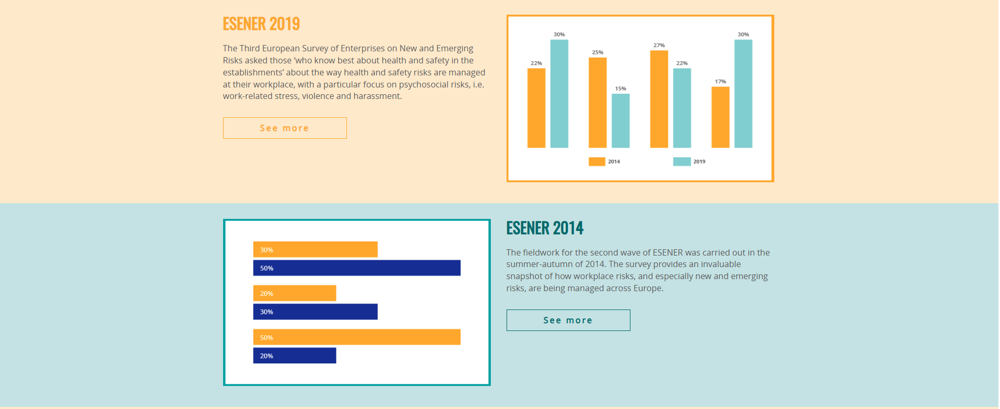 ESENER 2019
The Third European Survey of Enterprises on New and Emerging
Risks asked those ‘who know best about health and safety in the
establishments’ about the way health and safety risks are managed
at their workplace, with a particular focus on psychosocial risks, i.e.
work-related stress, violence and harassment.
See more
22%
30%
25%
15%
27%
22%
17%
30%
2014
2019
30%
50%
20%
30%
50%
20%
ESENER 2014
The fieldwork for the second wave of ESENER was carried out in the
summer-autumn of 2014. The survey provides an invaluable
snapshot of how workplace risks, and especially new and emerging
risks, are being managed across Europe.
See more